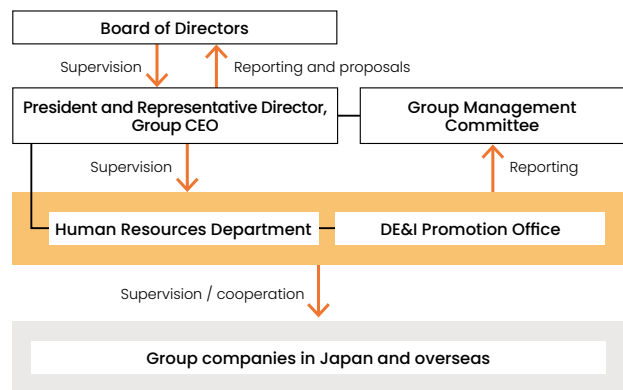 Board of Directors
Supervision
Reporting and proposals
President and Representative Director,
Group CEO
Group Management
Committee
Supervision
Reporting
Human Resources Department
DE&I Promotion Office
Supervision / cooperation
Group companies in Japan and overseas